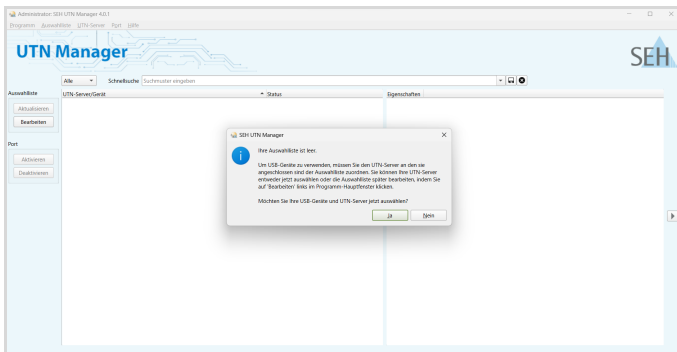 Administrator: SEH UTN Manager 4.0.1
Programm Auswahlliste UTN-Server Port Hilfe
UTN Manager
SEH
Alle Schnellsuche Suchmuster eingeben
Auswahlliste
UTN-Server/Gerät Status Eigenschaften
Aktualisieren
Bearbeiten
Port
Aktivieren
Deaktivieren
SEH UTN Manager
Ihre Auswahlliste ist leer.
Um USB-Geräte zu verwenden, müssen Sie den UTN-Server an den sie
angeschlossen sind der Auswahlliste zuordnen. Sie können Ihre UTN-Server
entweder jetzt auswählen oder die Auswahlliste später bearbeiten, indem Sie
auf 'Bearbeiten' links im Programm-Hauptfenster klicken.
Möchten Sie Ihre USB-Geräte und UTN-Server jetzt auswählen?
Ja Nein